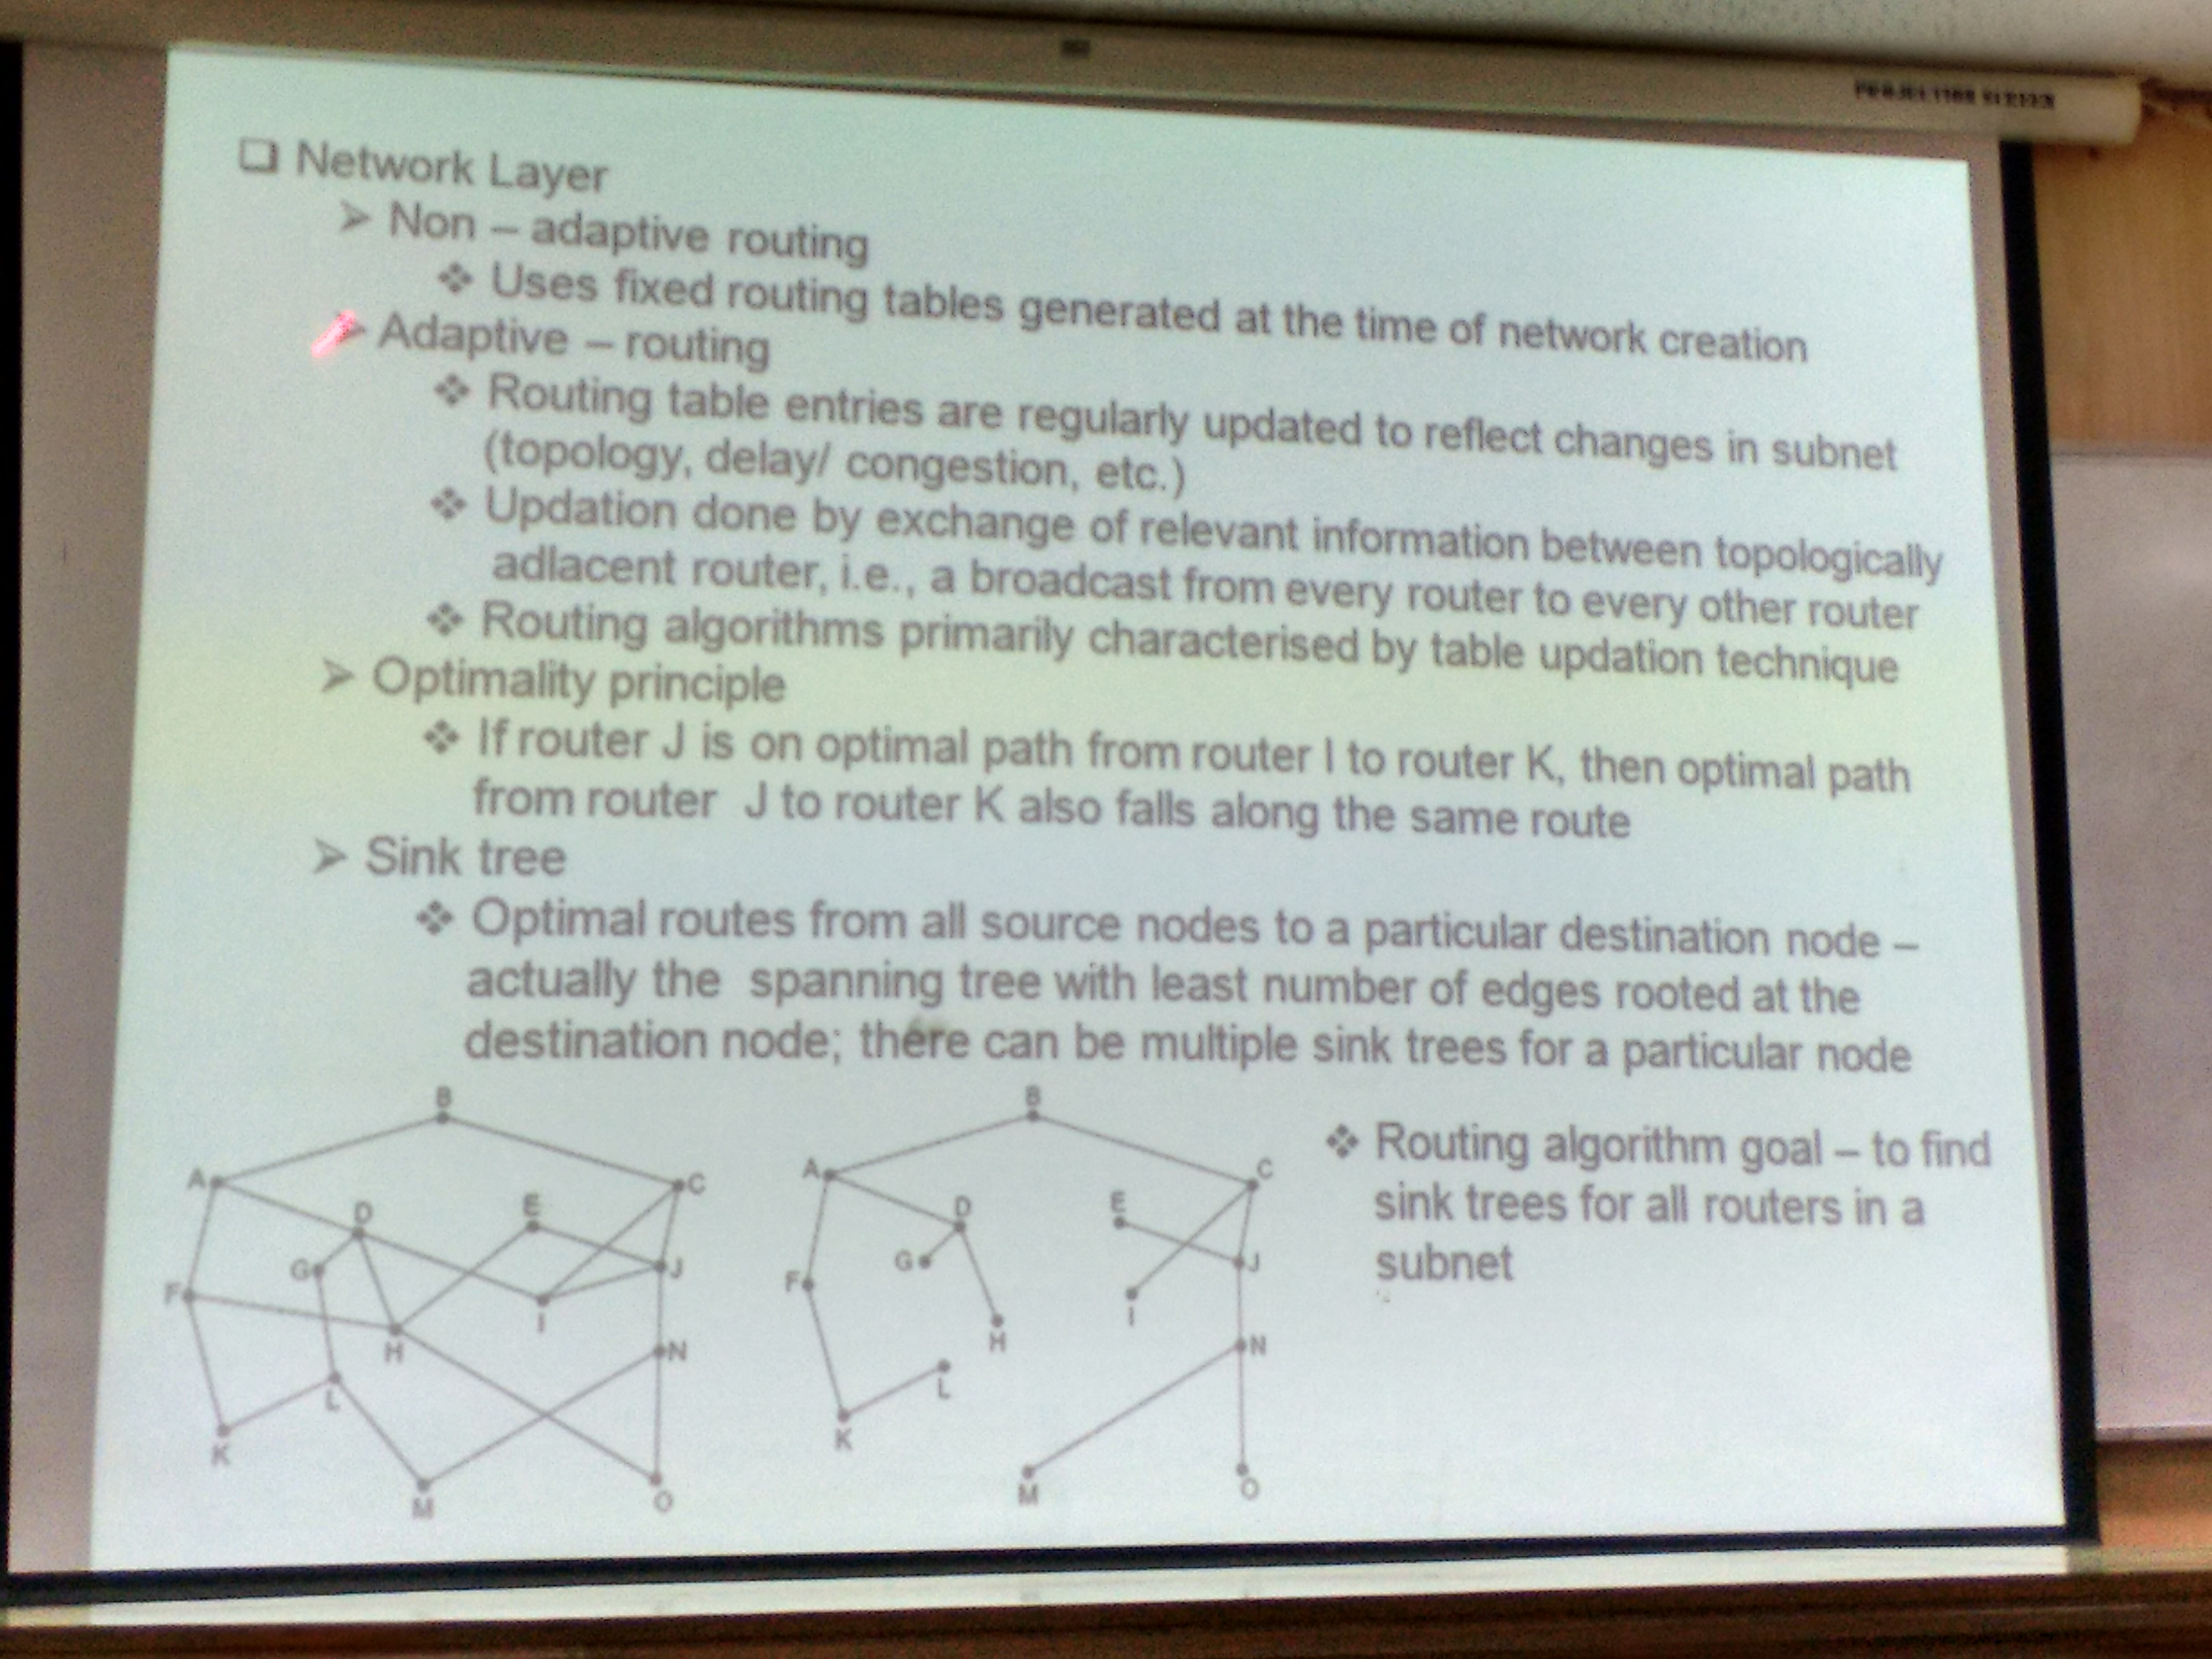 PROJECTOR SCREEN
❑ Network Layer
➢ Non – adaptive routing
❖ Uses fixed routing tables generated at the time of network creation
➢ Adaptive – routing
❖ Routing table entries are regularly updated to reflect changes in subnet
(topology, delay/ congestion, etc.)
❖ Updation done by exchange of relevant information between topologically
adlacent router, i.e., a broadcast from every router to every other router
❖ Routing algorithms primarily characterised by table updation technique
➢ Optimality principle
❖ If router J is on optimal path from router I to router K, then optimal path
from router J to router K also falls along the same route
➢ Sink tree
❖ Optimal routes from all source nodes to a particular destination node –
actually the spanning tree with least number of edges rooted at the
destination node; there can be multiple sink trees for a particular node
B
A
C
D
E
G
J
F
I
H
N
L
K
M
O
B
A
C
D
E
G
J
F
I
H
N
L
K
M
O
❖ Routing algorithm goal – to find
sink trees for all routers in a
subnet